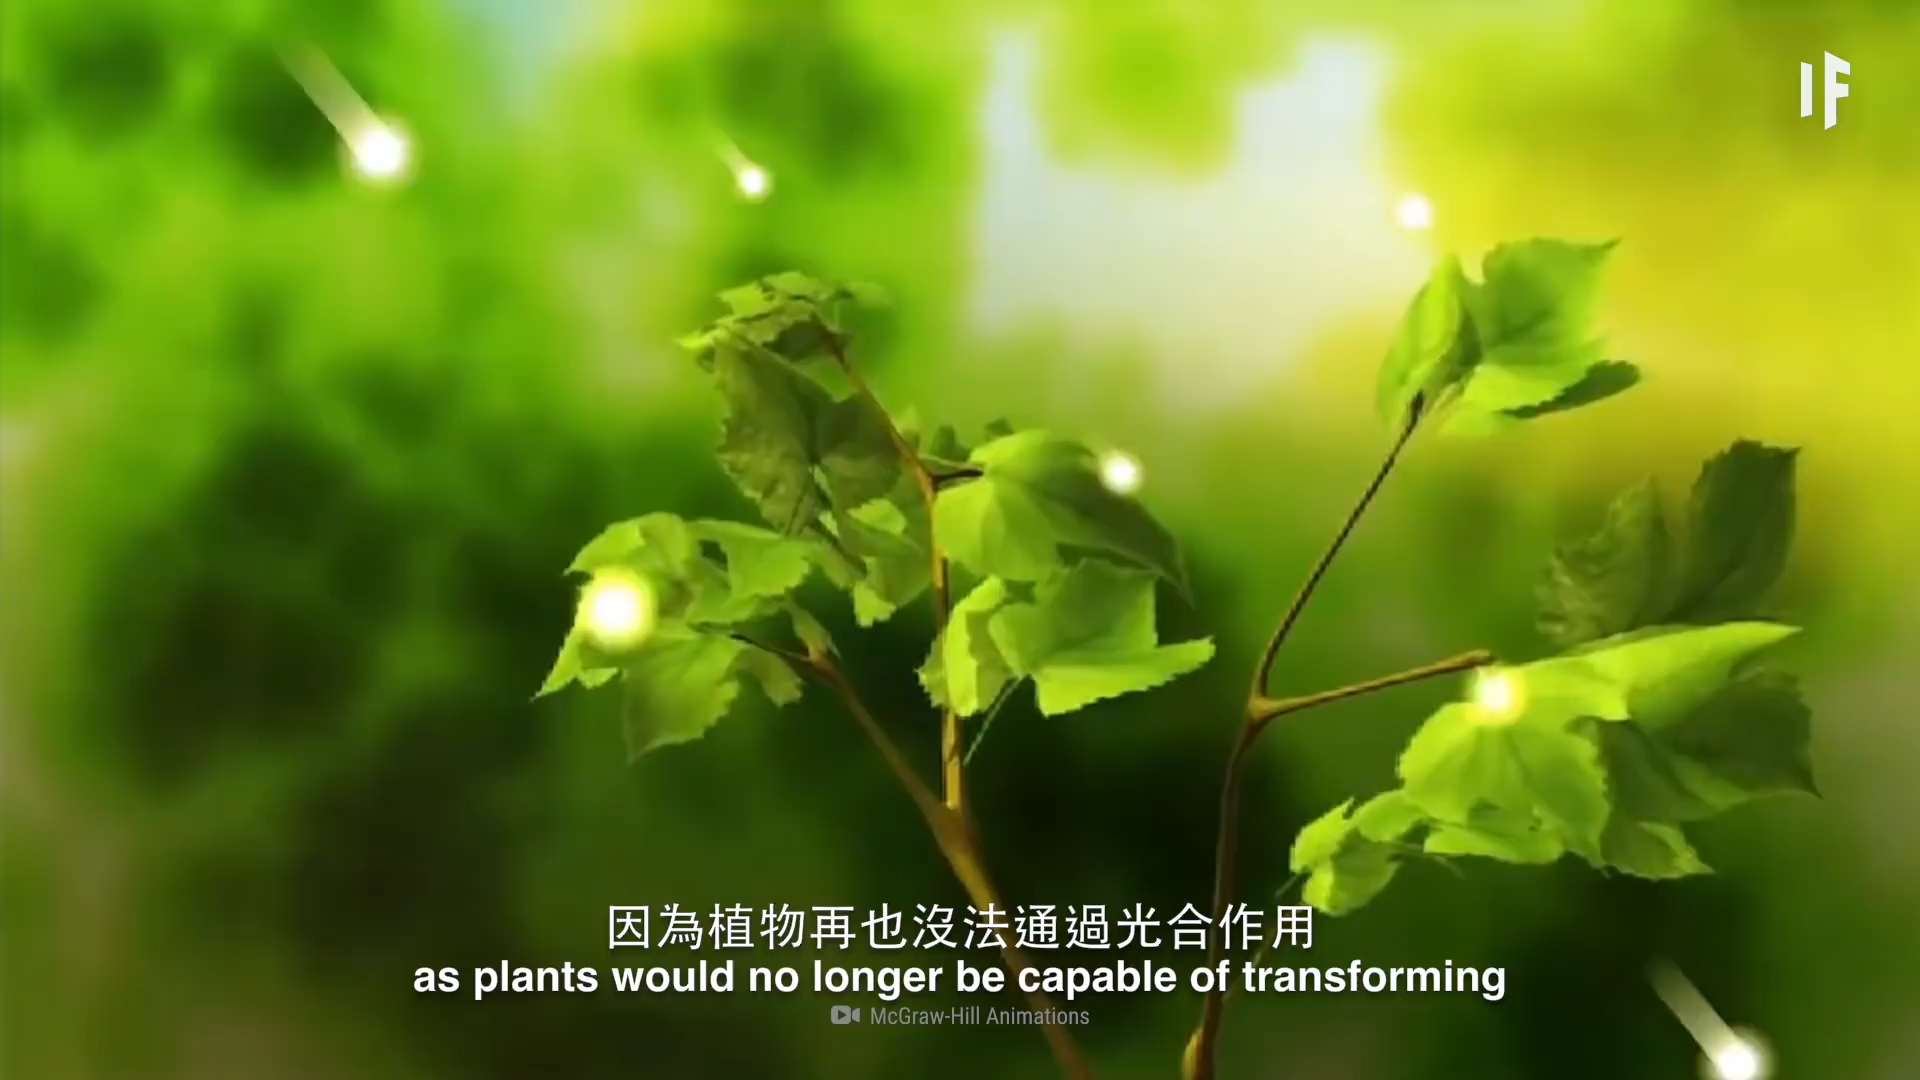 IF
因為植物再也沒法通過光合作用
as plants would no longer be capable of transforming
McGraw-Hill Animations